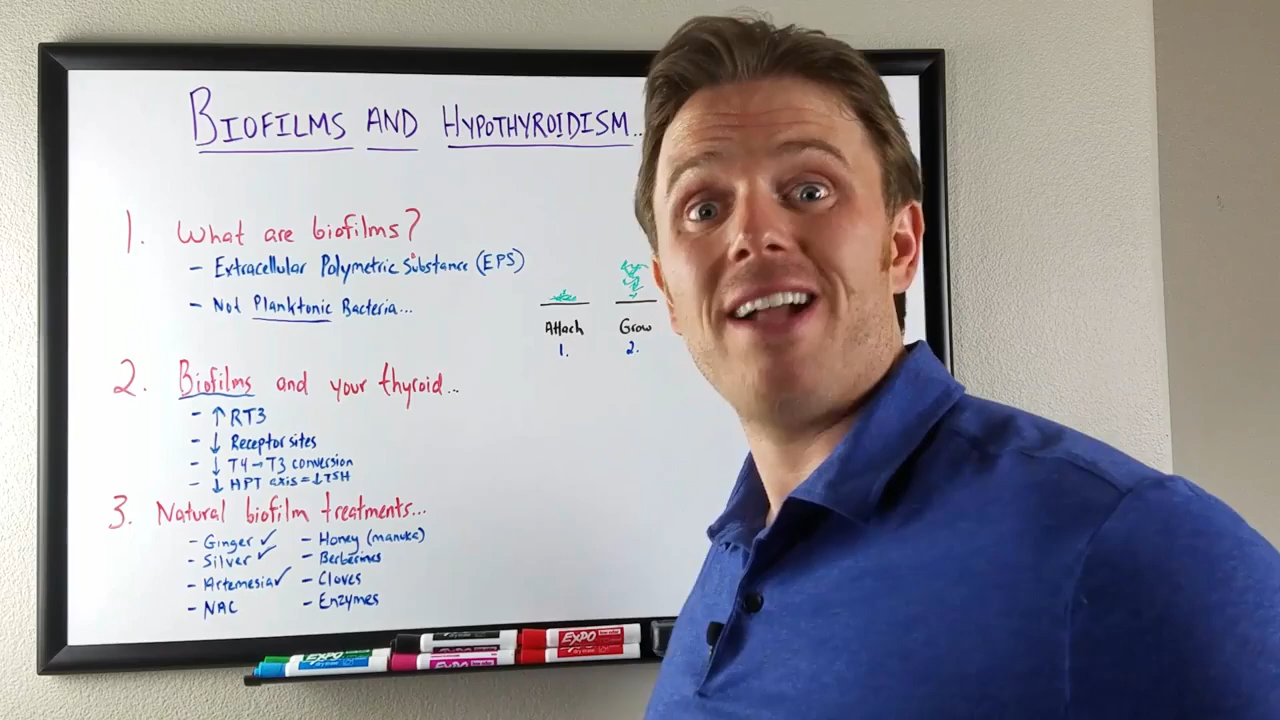 BIOFILMS AND HYPOTHYROIDISM..
1. What are biofilms?
- Extracellular Polymetric Substance (EPS)
- Not Planktonic Bacteria...
Attach Grow
1. 2.
2. Biofilms and your thyroid...
- ↑ RT3
- ↓ Receptor sites
- ↓ T4→T3 conversion
- ↓ HPT axis = ↓ TSH
3. Natural biofilm treatments...
- Ginger ✓ - Honey (manuka)
- Silver ✓ - Berberines
- Artemesia ✓ - Cloves
- NAC - Enzymes
EXPO EXPO
EXPO EXPO EXPO